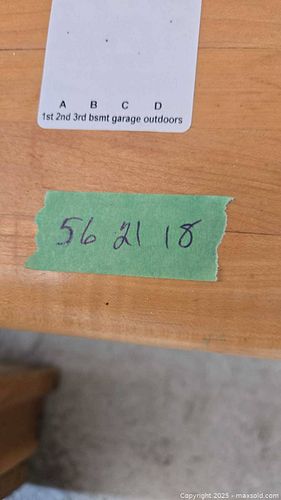 A B C D
1st 2nd 3rd bsmt garage outdoors
56 21 18
Copyright 2025 - maxsold.com